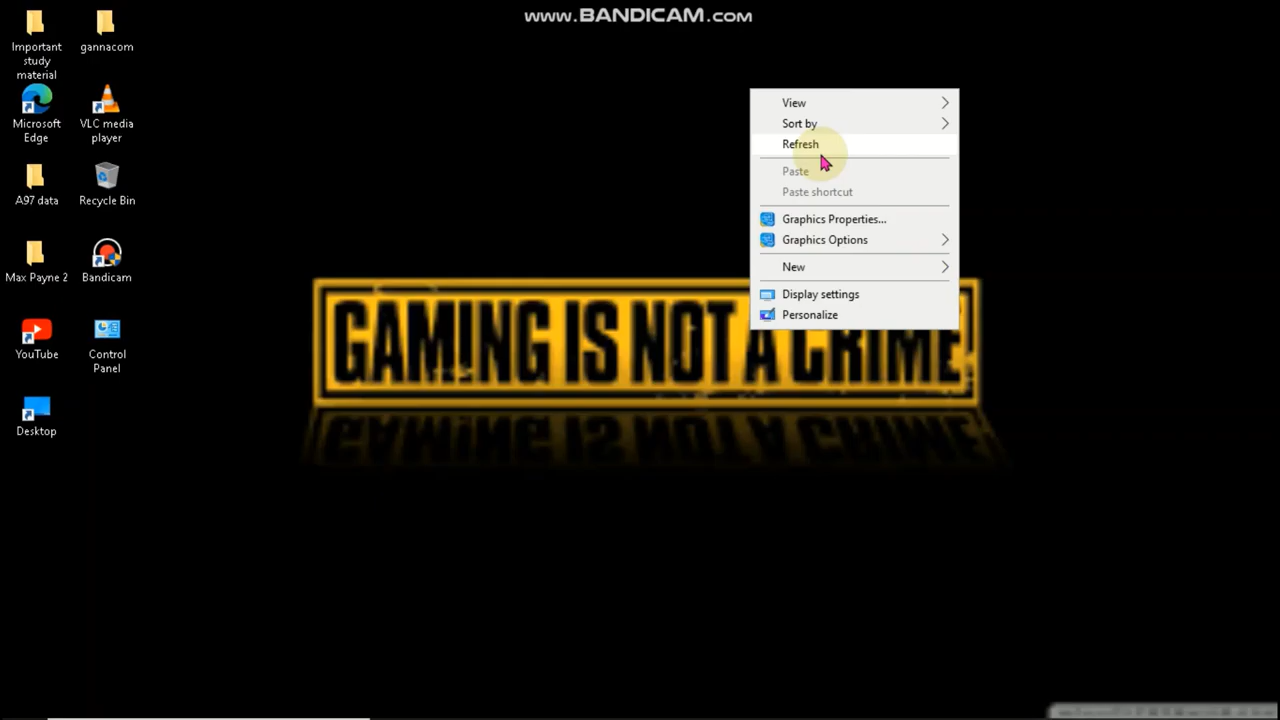 www.BANDICAM.com
Important
study
material
gannacom
Microsoft
Edge
VLC media
player
A97 data
Recycle Bin
Max Payne 2
Bandicam
YouTube
Control
Panel
Desktop
View
Sort by
Refresh
Paste
Paste shortcut
Graphics Properties...
Graphics Options
New
Display settings
Personalize
GAMING IS NOT A CRIME